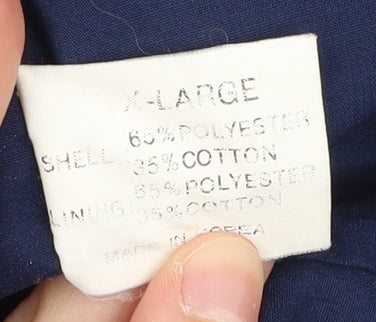 X-LARGE
65% POLYESTER
SHELL 35% COTTON
65% POLYESTER
LINING 35% COTTON
MADE IN KOREA